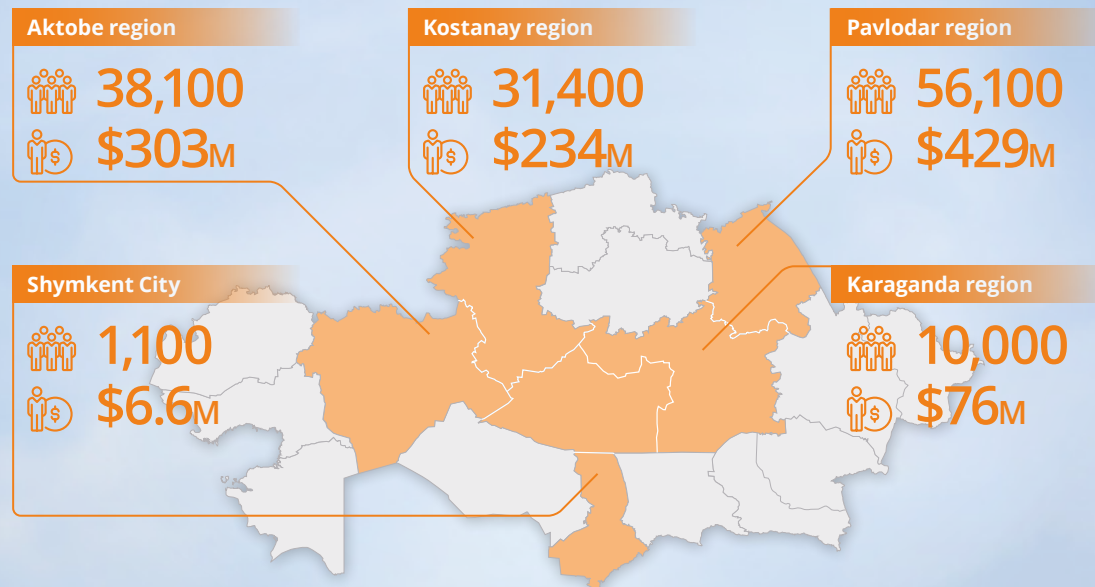 Aktobe region
38,100
$303M
Kostanay region
31,400
$234M
Pavlodar region
56,100
$429M
Shymkent City
1,100
$6.6M
Karaganda region
10,000
$76M